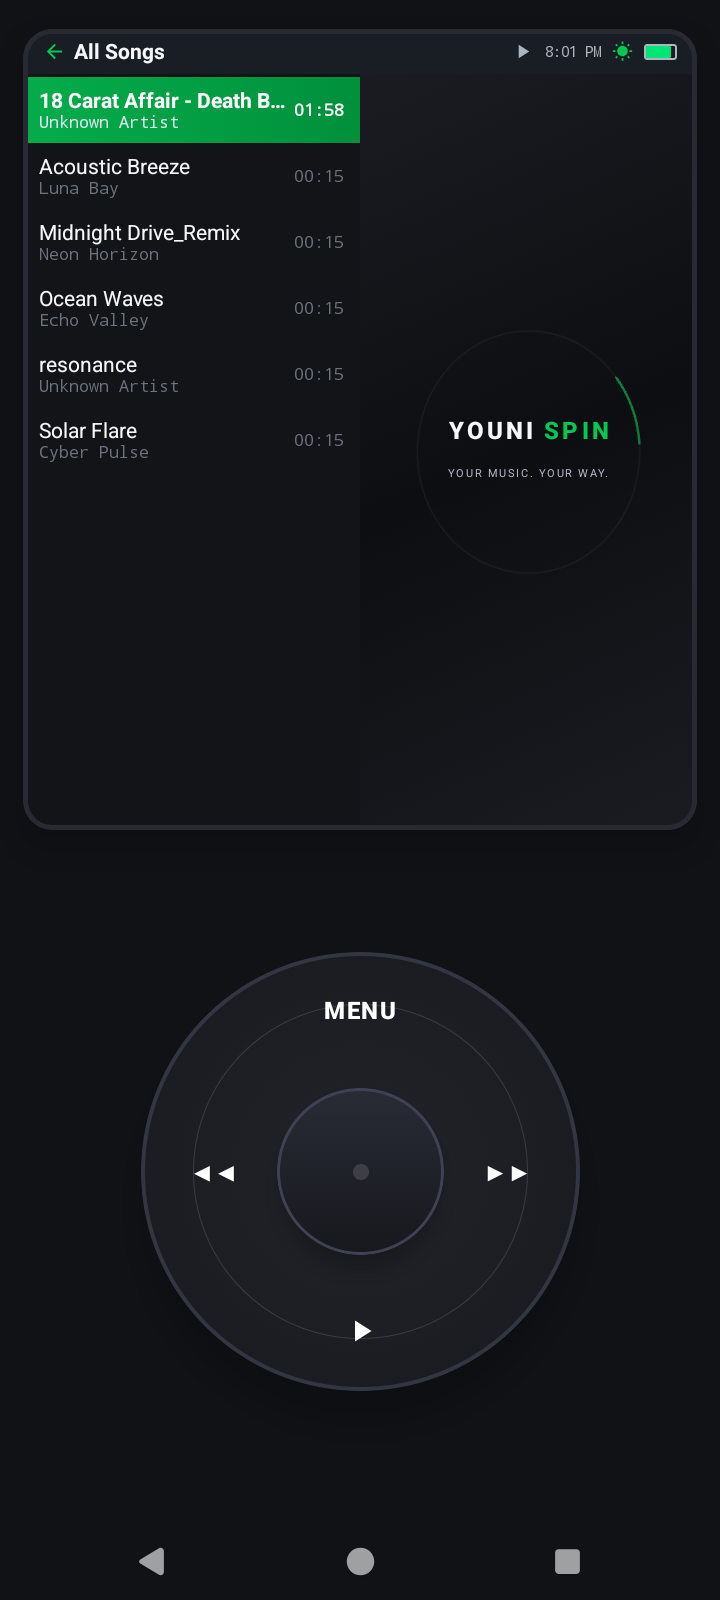 All Songs
8:01 PM
18 Carat Affair - Death B...
01:58
Unknown Artist
Acoustic Breeze
00:15
Luna Bay
Midnight Drive_Remix
00:15
Neon Horizon
Ocean Waves
00:15
Echo Valley
resonance
00:15
Unknown Artist
Solar Flare
00:15
Cyber Pulse
YOUNI SPIN
YOUR MUSIC. YOUR WAY.
MENU